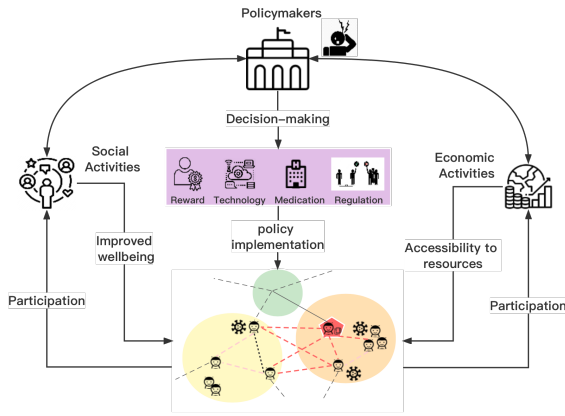 Policymakers
Decision-making
Social
Activities
Economic
Activities
Reward
Technology
Medication
Regulation
policy
implementation
Improved
wellbeing
Accessibility to
resources
Participation
Participation